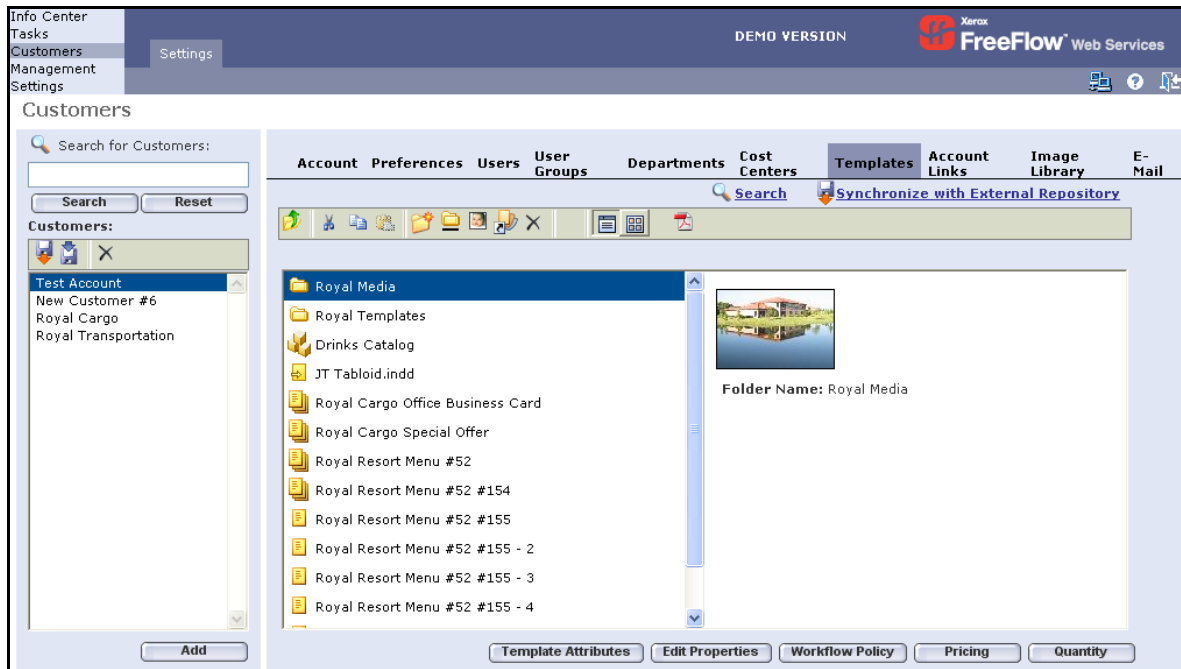 Info Center
Tasks
Customers
Management
Settings
Settings
DEMO VERSION
Xerox
FreeFlow Web Services
Customers
Search for Customers:
Search Reset
Customers:
Test Account
New Customer #6
Royal Cargo
Royal Transportation
Add
Account Preferences Users User Groups Departments Cost Centers Templates Account Links Image Library E-Mail
Search Synchronize with External Repository
Royal Media
Royal Templates
Drinks Catalog
JT Tabloid.indd
Royal Cargo Office Business Card
Royal Cargo Special Offer
Royal Resort Menu #52
Royal Resort Menu #52 #154
Royal Resort Menu #52 #155
Royal Resort Menu #52 #155 - 2
Royal Resort Menu #52 #155 - 3
Royal Resort Menu #52 #155 - 4
Folder Name: Royal Media
Template Attributes Edit Properties Workflow Policy Pricing Quantity